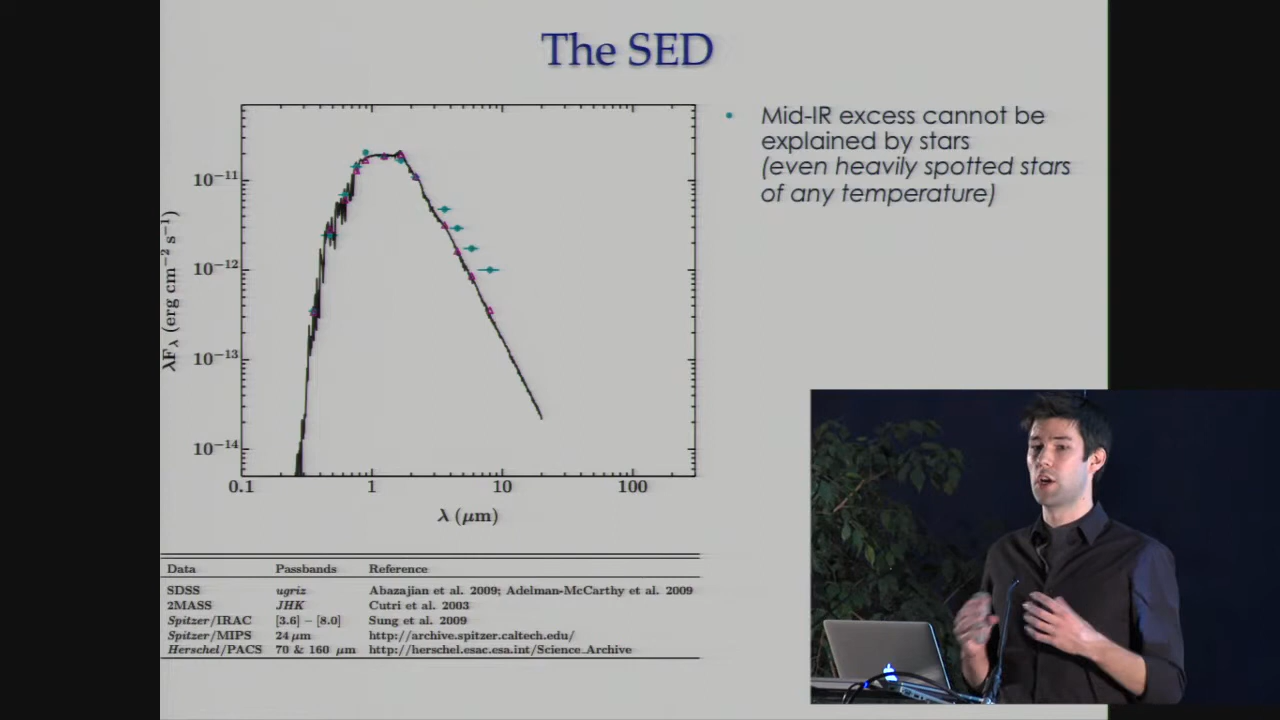 The SED
• Mid-IR excess cannot be
explained by stars
(even heavily spotted stars
of any temperature)
10−11
10−12
10−13
10−14
λFλ (erg cm−2 s−1)
0.1 1 10 100
λ (μm)
Data Passbands Reference
SDSS ugriz Abazajian et al. 2009; Adelman-McCarthy et al. 2009
2MASS JHK Cutri et al. 2003
Spitzer/IRAC [3.6] – [8.0] Sung et al. 2009
Spitzer/MIPS 24 μm http://archive.spitzer.caltech.edu/
Herschel/PACS 70 & 160 μm http://herschel.esac.esa.int/Science_Archive